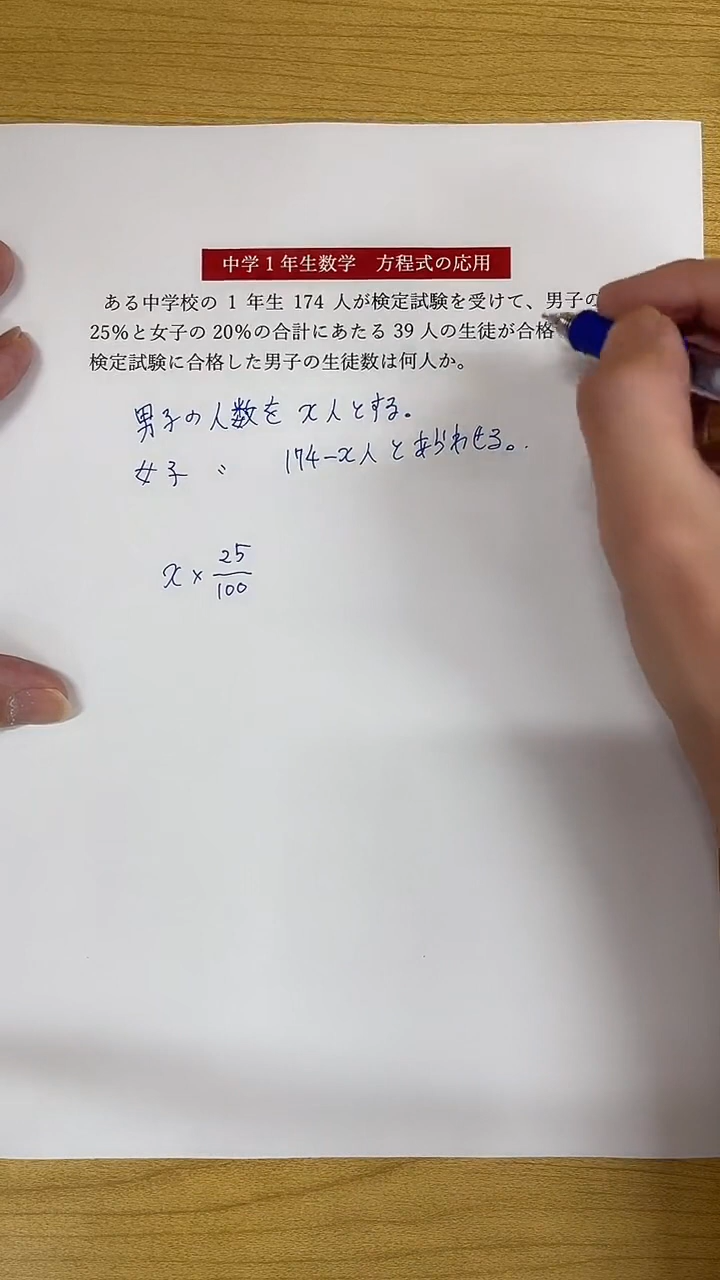 中学1年生数学 方程式の応用
ある中学校の 1 年生 174 人が検定試験を受けて、男子の
25%と女子の 20%の合計にあたる 39 人の生徒が合格
検定試験に合格した男子の生徒数は何人か。
男子の人数を x人とする。
女子 〃 174-x人とあらわせる。
x × 25/100